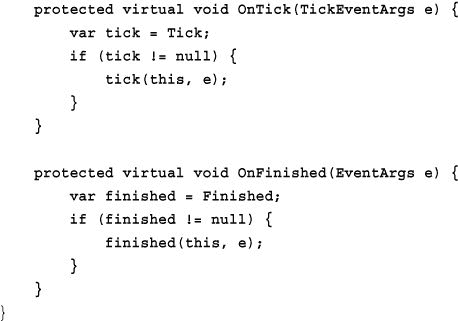 protected virtual void OnTick(TickEventArgs e) {
var tick = Tick;
if (tick != null) {
tick(this, e);
}
}
protected virtual void OnFinished(EventArgs e) {
var finished = Finished;
if (finished != null) {
finished(this, e);
}
}
}